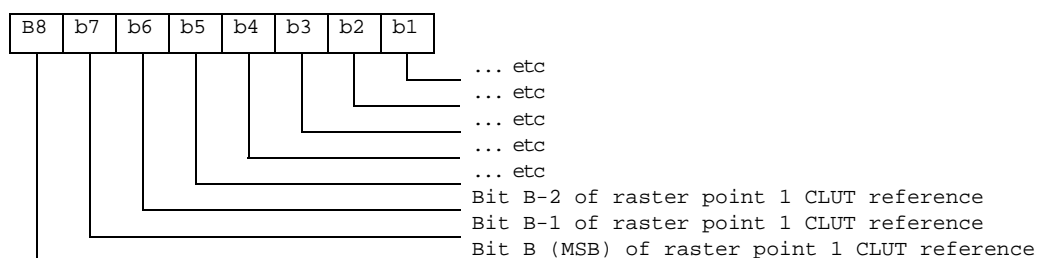 B8 b7 b6 b5 b4 b3 b2 b1
... etc
... etc
... etc
... etc
... etc
Bit B-2 of raster point 1 CLUT reference
Bit B-1 of raster point 1 CLUT reference
Bit B (MSB) of raster point 1 CLUT reference